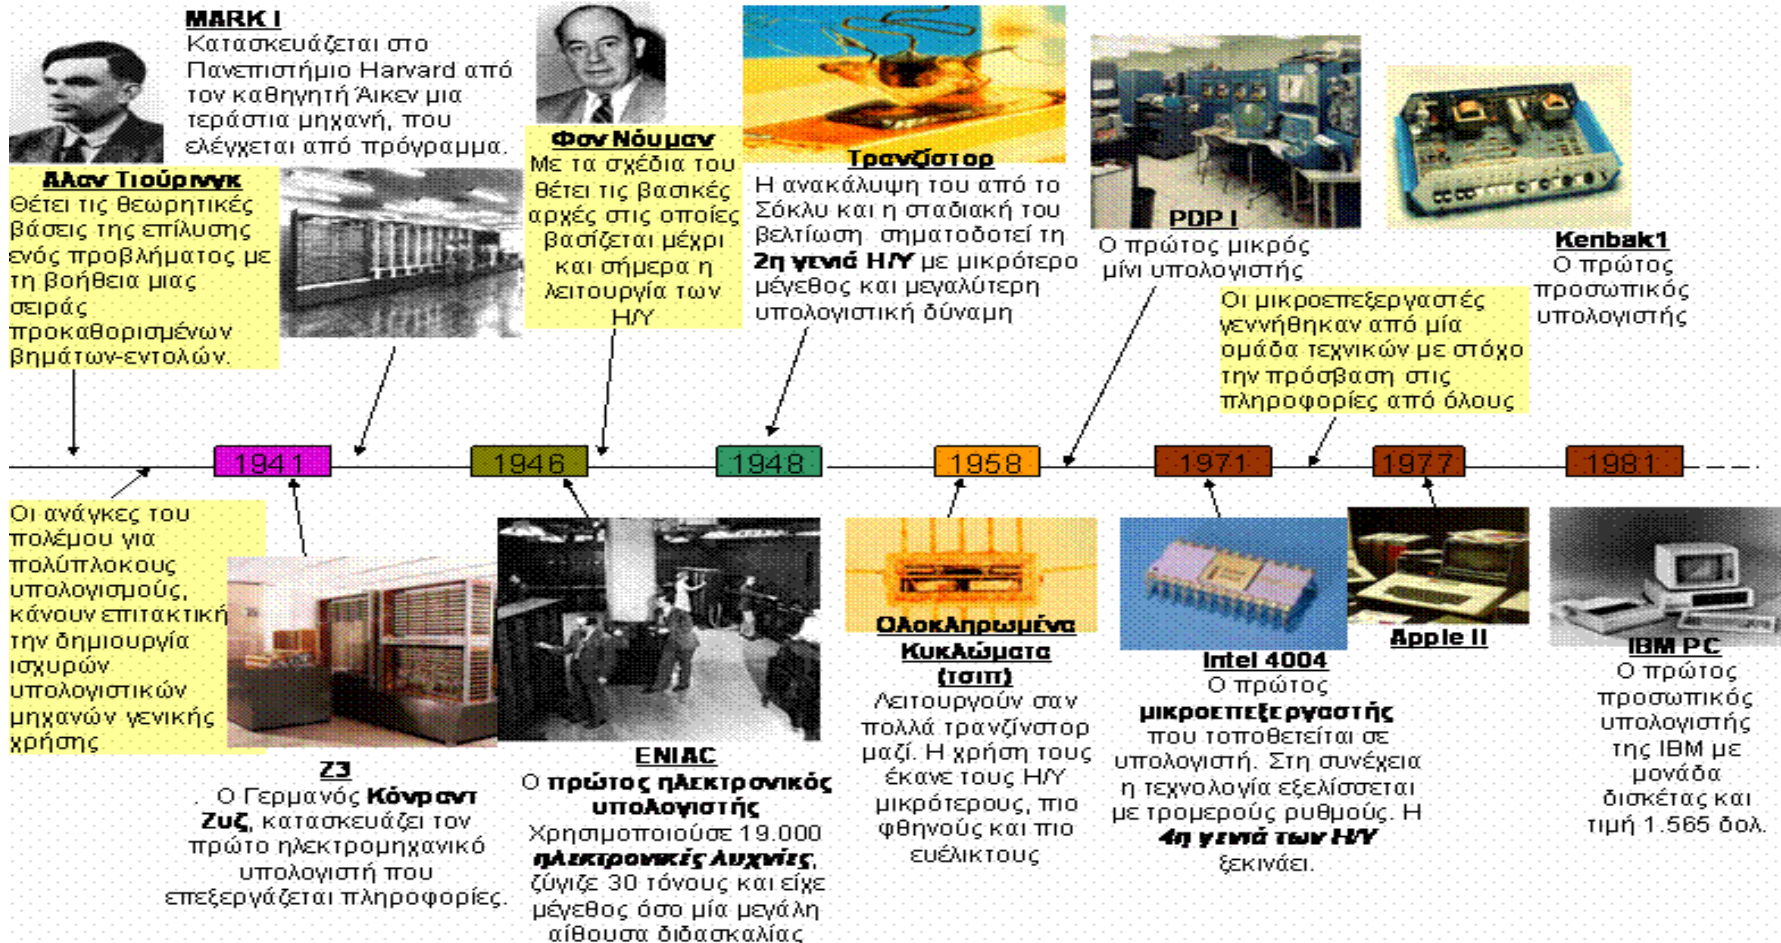 MARK I
Κατασκευάζεται στο
Πανεπιστήμιο Harvard από
τον καθηγητή Άικεν μια
τεράστια μηχανή, που
ελέγχεται από πρόγραμμα.
Αλαν Τιούρινγκ
Θέτει τις θεωρητικές
βάσεις της επίλυσης
ενός προβλήματος με
τη βοήθεια μιας
σειράς
προκαθορισμένων
βημάτων-εντολών.
Φον Νόυμαν
Με τα σχέδια του
θέτει τις βασικές
αρχές στις οποίες
βασίζεται μέχρι
και σήμερα η
λειτουργία των
Η/Υ
Τρανζίστορ
Η ανακάλυψη του από το
Σόκλυ και η σταδιακή του
βελτίωση σηματοδοτεί τη
2η γενιά Η/Υ με μικρότερο
μέγεθος και μεγαλύτερη
υπολογιστική δύναμη
PDP I
Ο πρώτος μικρός
μίνι υπολογιστής
Kenbak1
Ο πρώτος
προσωπικός
υπολογιστής
Οι μικροεπεξεργαστές
γεννήθηκαν από μία
ομάδα τεχνικών με στόχο
την πρόσβαση στις
πληροφορίες από όλους
1941
1946
1948
1958
1971
1977
1981
Οι ανάγκες του
πολέμου για
πολύπλοκους
υπολογισμούς,
κάνουν επιτακτική
την δημιουργία
ισχυρών
υπολογιστικών
μηχανών γενικής
χρήσης
Z3
. Ο Γερμανός Κόνραντ
Ζυζ, κατασκευάζει τον
πρώτο ηλεκτρομηχανικό
υπολογιστή που
επεξεργάζεται πληροφορίες.
ENIAC
Ο πρώτος ηλεκτρονικός
υπολογιστής
Χρησιμοποιούσε 19.000
ηλεκτρονικές λυχνίες,
ζύγιζε 30 τόνους και είχε
μέγεθος όσο μία μεγάλη
αίθουσα διδασκαλίας
Ολοκληρωμένα
Κυκλώματα
(τσιπ)
Λειτουργούν σαν
πολλά τρανζίνστορ
μαζί. Η χρήση τους
έκανε τους Η/Υ
μικρότερους, πιο
φθηνούς και πιο
ευέλικτους
Intel 4004
Ο πρώτος
μικροεπεξεργαστής
που τοποθετείται σε
υπολογιστή. Στη συνέχεια
η τεχνολογία εξελίσσεται
με τρομερούς ρυθμούς. Η
4η γενιά των Η/Υ
ξεκινάει.
Apple II
IBM PC
Ο πρώτος
προσωπικός
υπολογιστής
της IBM με
μονάδα
δισκέτας και
τιμή 1.565 δολ.